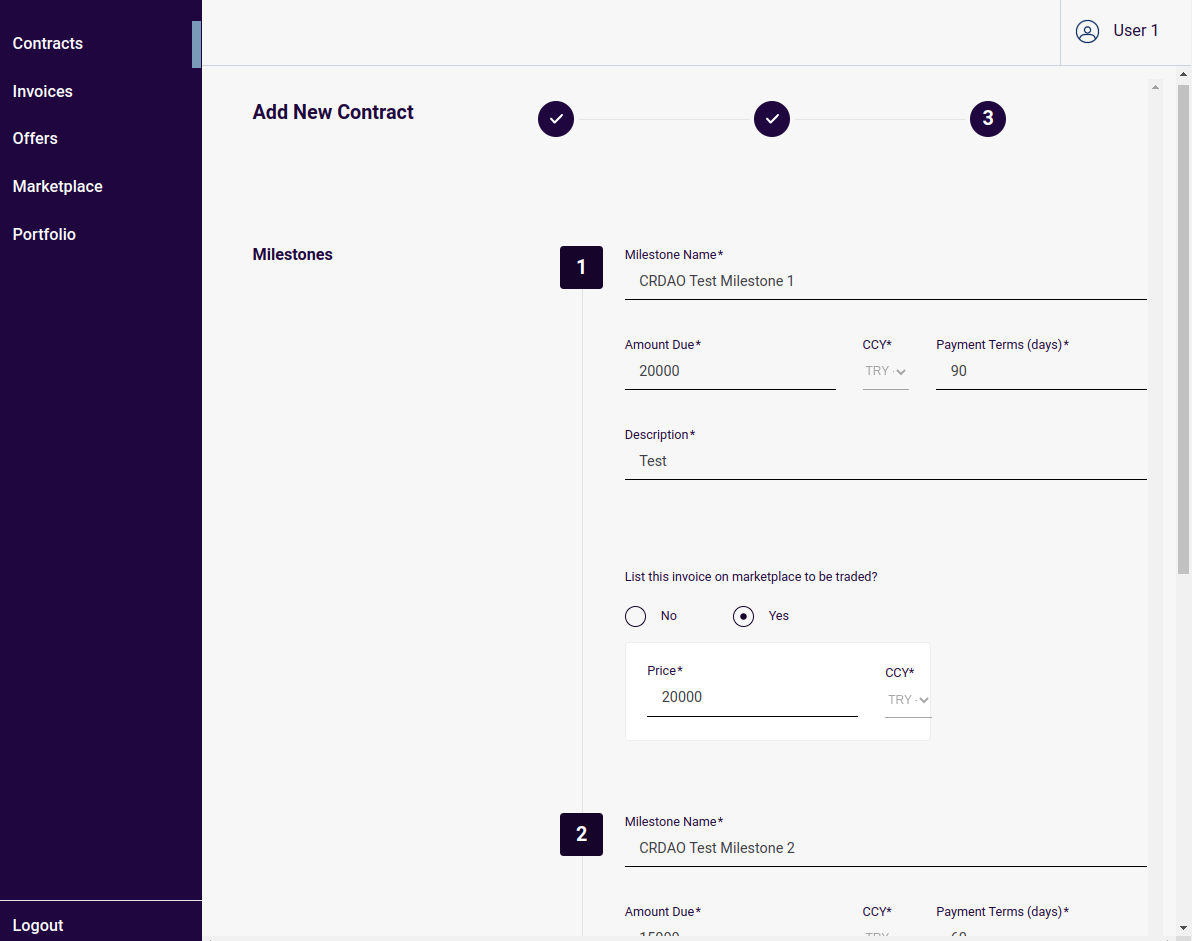 Contracts
Invoices
Offers
Marketplace
Portfolio
Logout
User 1
Add New Contract
3
Milestones
1
Milestone Name*
CRDAO Test Milestone 1
Amount Due* CCY* Payment Terms (days)*
20000 TRY 90
Description*
Test
List this invoice on marketplace to be traded?
No Yes
Price* CCY*
20000 TRY
2
Milestone Name*
CRDAO Test Milestone 2
Amount Due* CCY* Payment Terms (days)*
15000 TRY 60